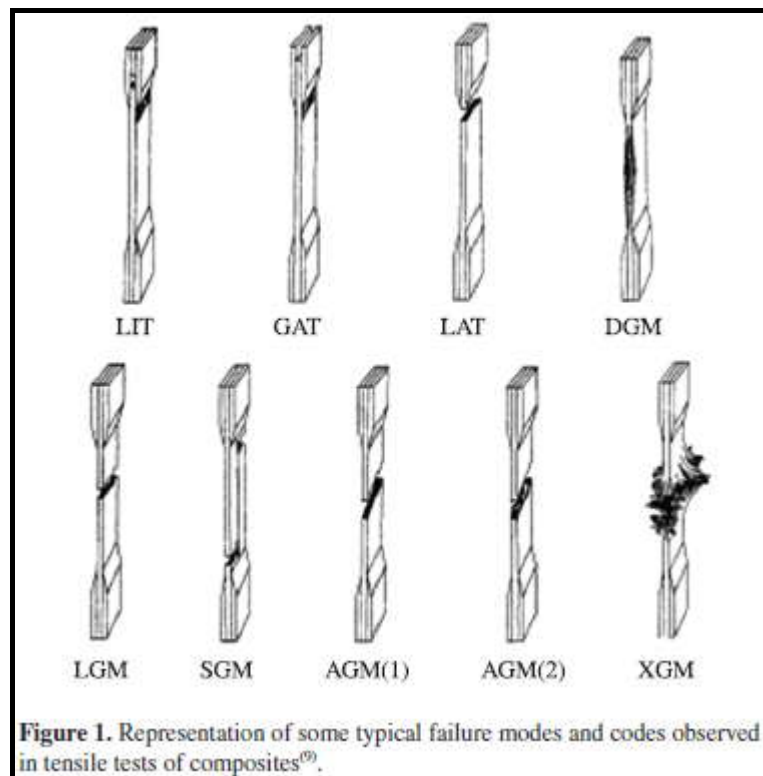 LIT GAT LAT DGM
LGM SGM AGM(1) AGM(2) XGM
Figure 1. Representation of some typical failure modes and codes observed
in tensile tests of composites⁽⁹⁾.